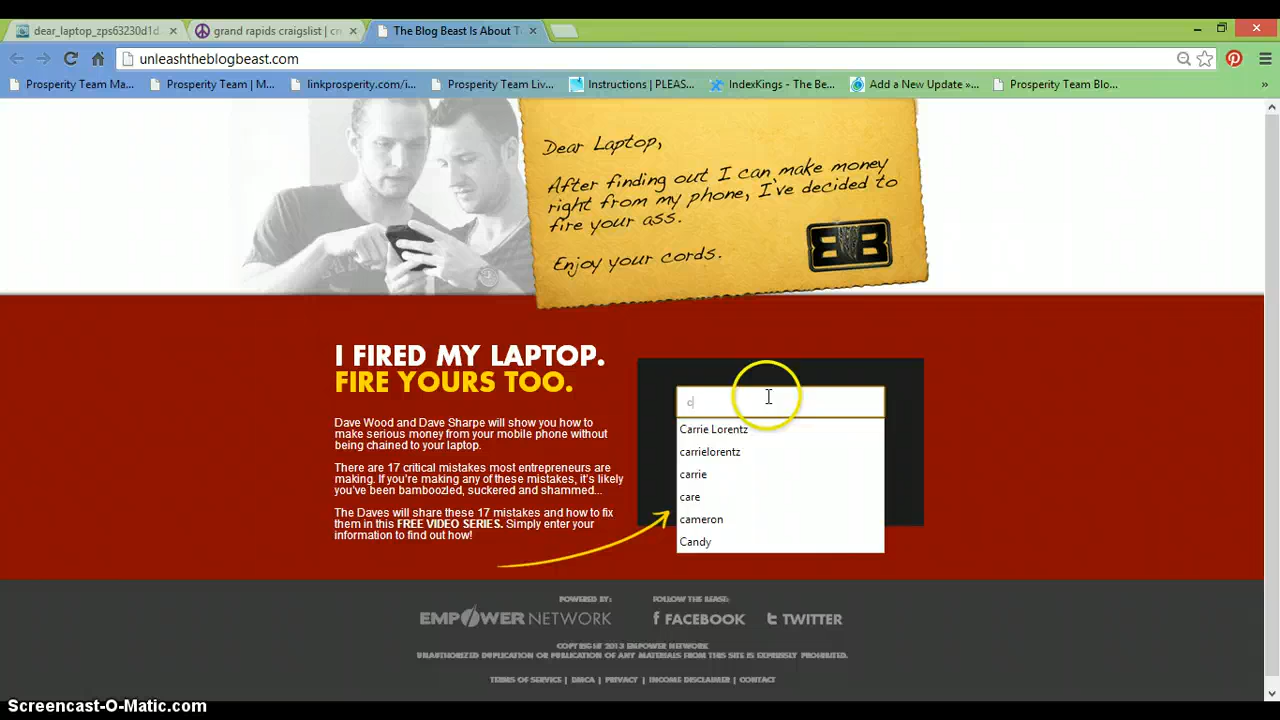 dear_laptop_zps63230d1d
grand rapids craigslist | cr
The Blog Beast Is About T
unleashtheblogbeast.com
Prosperity Team Ma...
Prosperity Team | M...
linkprosperity.com/i...
Prosperity Team Liv...
Instructions | PLEAS...
IndexKings - The Be...
Add a New Update »...
Prosperity Team Blo...
»
Dear Laptop,
After finding out I can make money
right from my phone, I've decided to
fire your ass.
Enjoy your cords.
BB
I FIRED MY LAPTOP.
FIRE YOURS TOO.
Dave Wood and Dave Sharpe will show you how to
make serious money from your mobile phone without
being chained to your laptop.
There are 17 critical mistakes most entrepreneurs are
making. If you're making any of these mistakes, it's likely
you've been bamboozled, suckered and shammed...
The Daves will share these 17 mistakes and how to fix
them in this FREE VIDEO SERIES. Simply enter your
information to find out how!
c
Carrie Lorentz
carrielorentz
carrie
care
cameron
Candy
POWERED BY:
EMPOWER NETWORK
FOLLOW THE BEAST:
FACEBOOK
TWITTER
COPYRIGHT 2013 EMPOWER NETWORK
UNAUTHORIZED DUPLICATION OR PUBLICATION OF ANY MATERIALS FROM THIS SITE IS EXPRESSLY PROHIBITED.
TERMS OF SERVICE | DMCA | PRIVACY | INCOME DISCLAIMER | CONTACT
Screencast-O-Matic.com